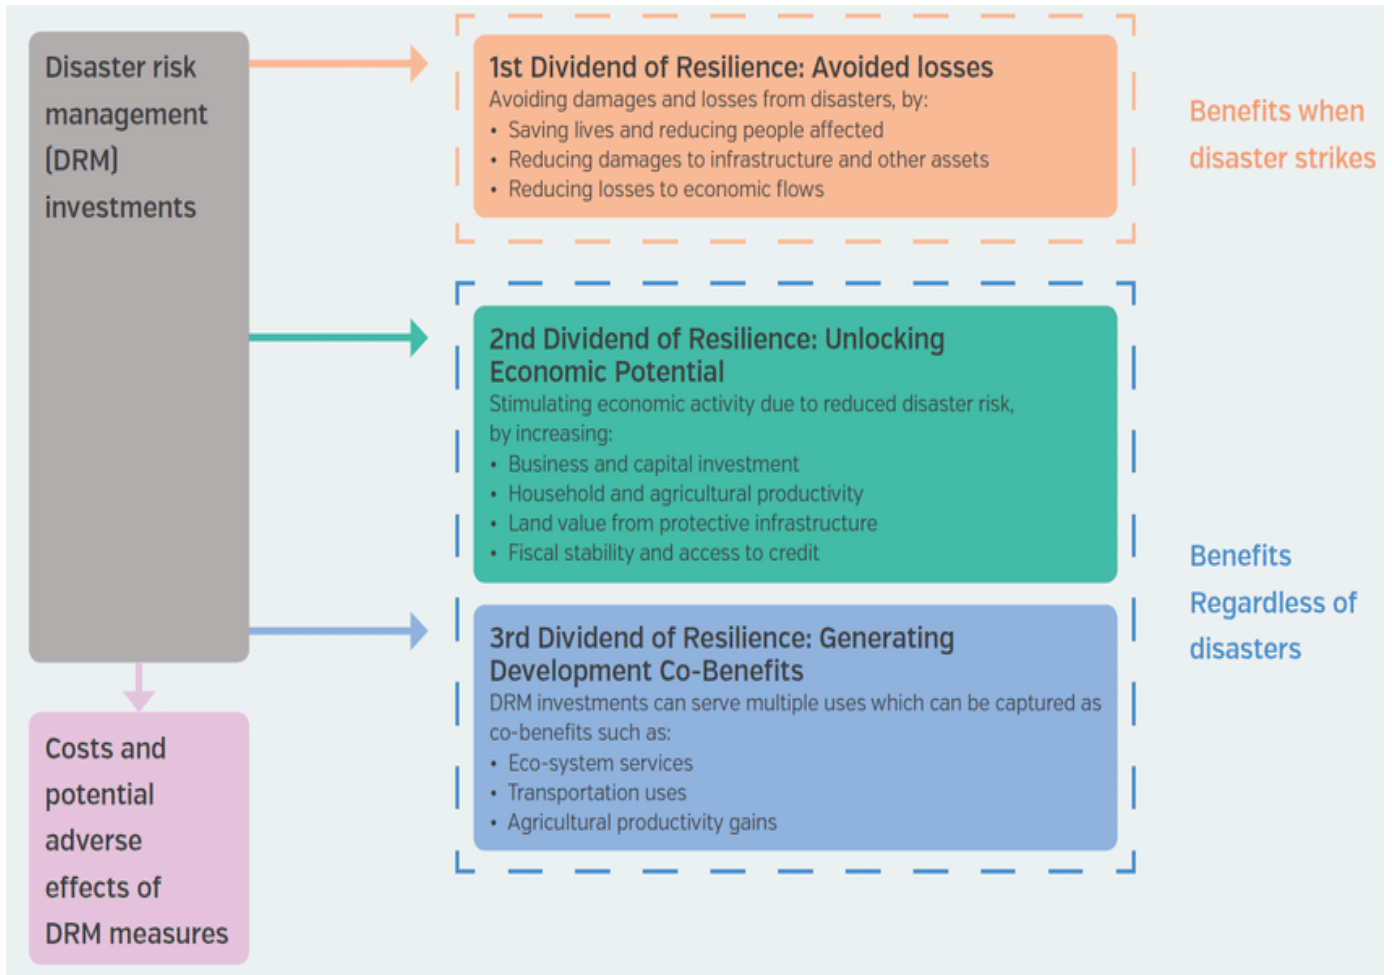 Disaster risk
management
(DRM)
investments
1st Dividend of Resilience: Avoided losses
Avoiding damages and losses from disasters, by:
• Saving lives and reducing people affected
• Reducing damages to infrastructure and other assets
• Reducing losses to economic flows
Benefits when
disaster strikes
2nd Dividend of Resilience: Unlocking
Economic Potential
Stimulating economic activity due to reduced disaster risk,
by increasing:
• Business and capital investment
• Household and agricultural productivity
• Land value from protective infrastructure
• Fiscal stability and access to credit
3rd Dividend of Resilience: Generating
Development Co-Benefits
DRM investments can serve multiple uses which can be captured as
co-benefits such as:
• Eco-system services
• Transportation uses
• Agricultural productivity gains
Benefits
Regardless of
disasters
Costs and
potential
adverse
effects of
DRM measures